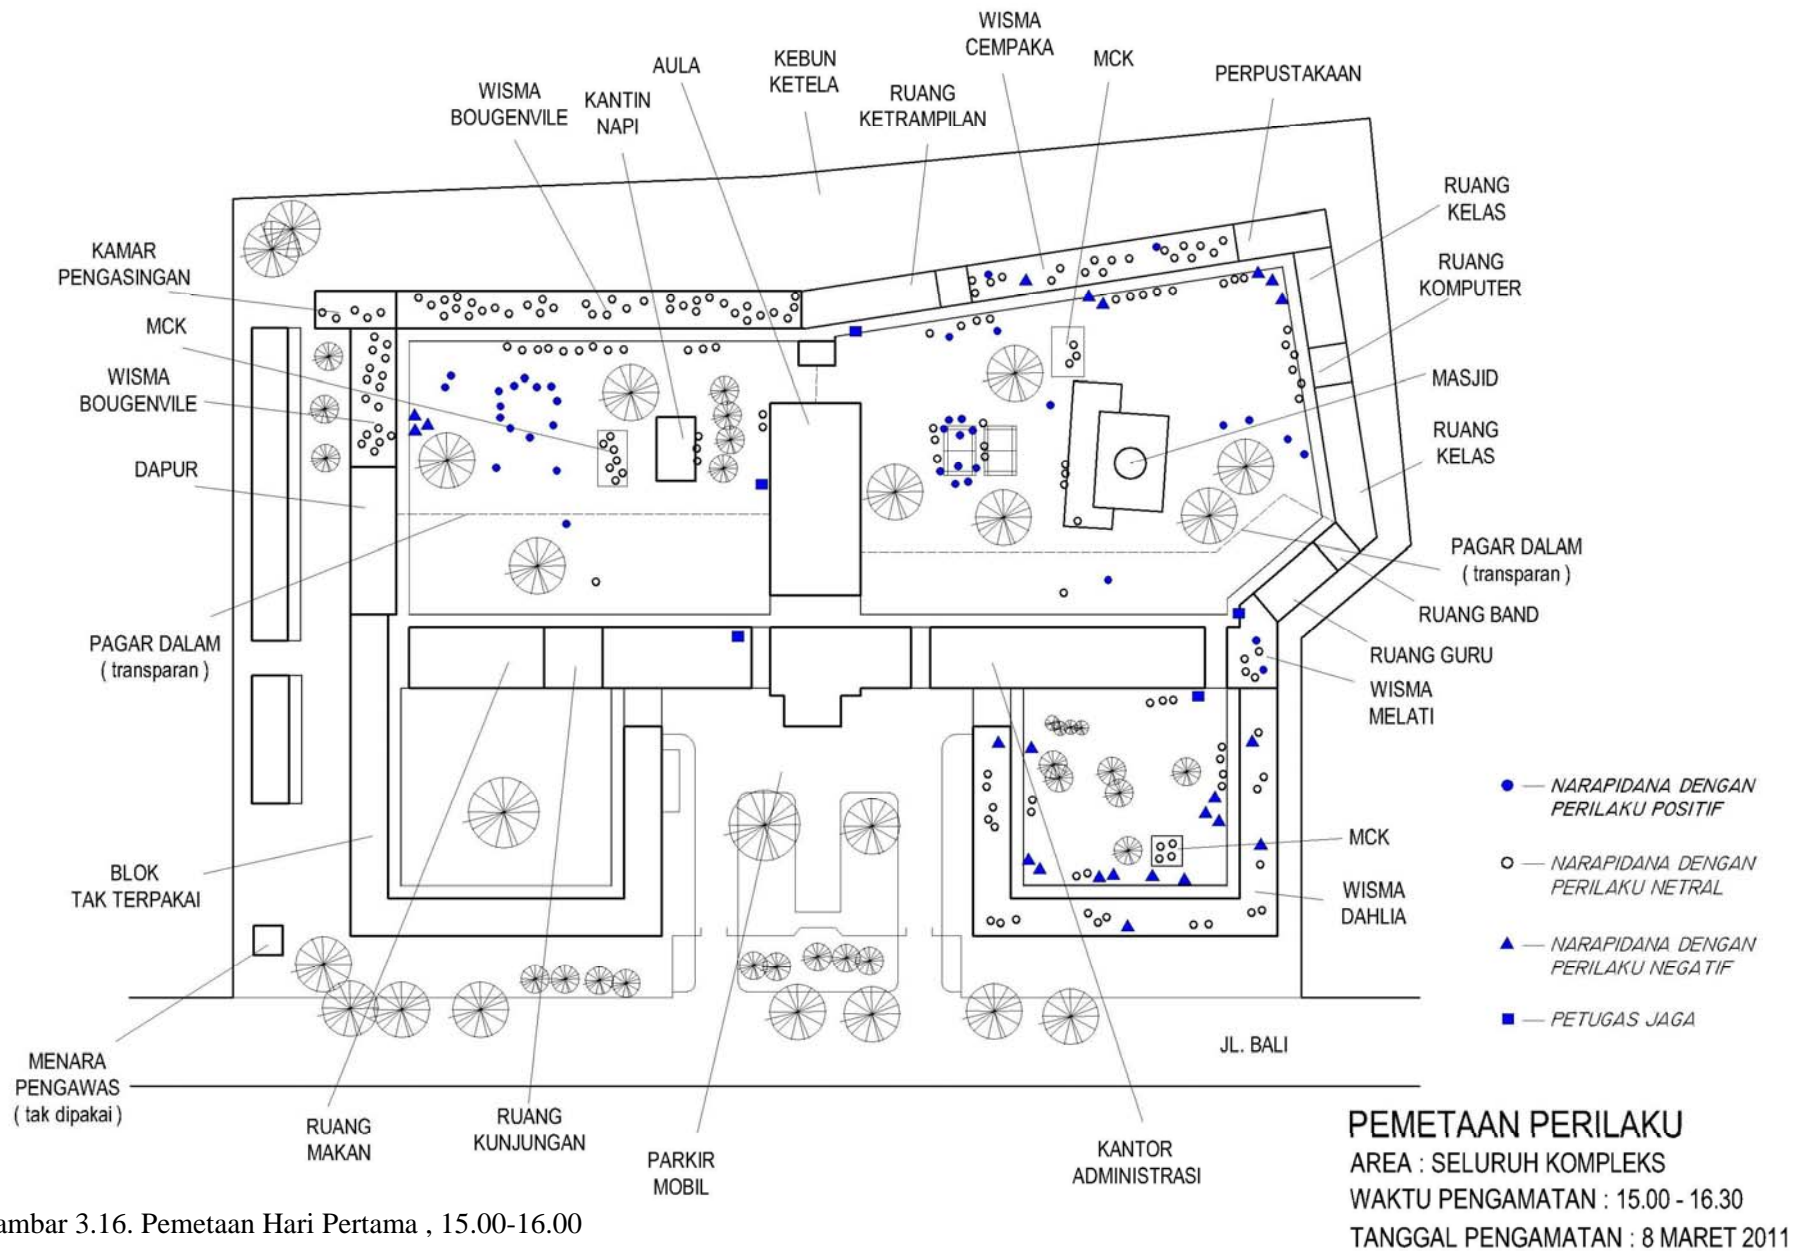 WISMA
CEMPAKA
MCK
KEBUN
KETELA
AULA
PERPUSTAKAAN
WISMA
BOUGENVILE
KANTIN
NAPI
RUANG
KETRAMPILAN
RUANG
KELAS
KAMAR
PENGASINGAN
RUANG
KOMPUTER
MCK
WISMA
BOUGENVILE
MASJID
DAPUR
RUANG
KELAS
PAGAR DALAM
( transparan )
PAGAR DALAM
( transparan )
RUANG BAND
RUANG GURU
WISMA
MELATI
BLOK
TAK TERPAKAI
MCK
WISMA
DAHLIA
NARAPIDANA DENGAN
PERILAKU POSITIF
NARAPIDANA DENGAN
PERILAKU NETRAL
NARAPIDANA DENGAN
PERILAKU NEGATIF
PETUGAS JAGA
JL. BALI
MENARA
PENGAWAS
( tak dipakai )
RUANG
MAKAN
RUANG
KUNJUNGAN
PARKIR
MOBIL
KANTOR
ADMINISTRASI
PEMETAAN PERILAKU
AREA : SELURUH KOMPLEKS
WAKTU PENGAMATAN : 15.00 - 16.30
TANGGAL PENGAMATAN : 8 MARET 2011
ambar 3.16. Pemetaan Hari Pertama , 15.00-16.00